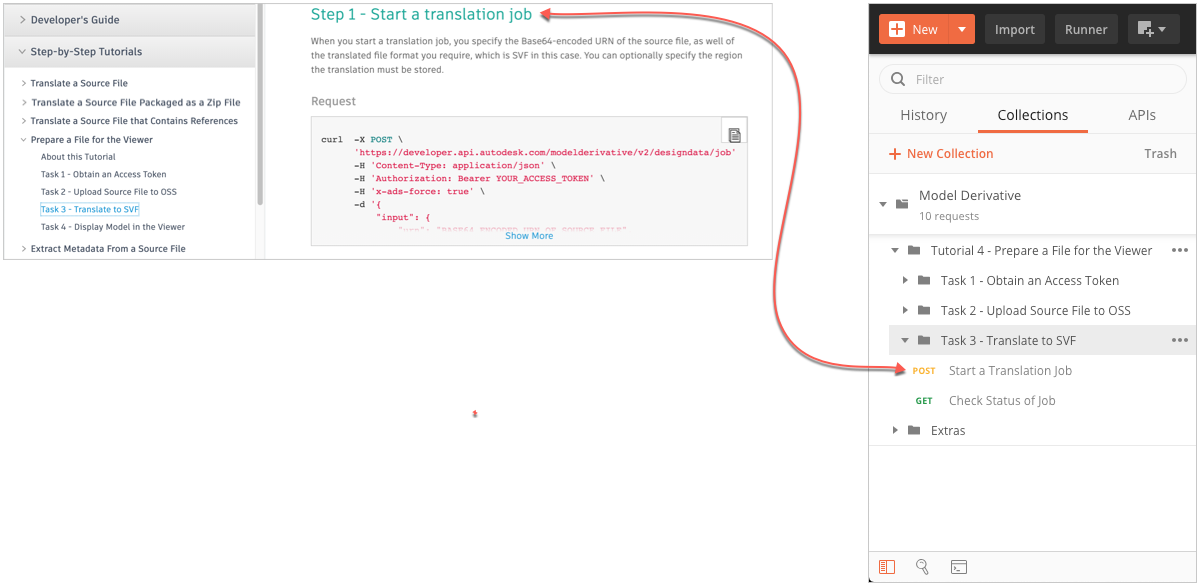 Developer's Guide
Step-by-Step Tutorials
Translate a Source File
Translate a Source File Packaged as a Zip File
Translate a Source File that Contains References
Prepare a File for the Viewer
About this Tutorial
Task 1 - Obtain an Access Token
Task 2 - Upload Source File to OSS
Task 3 - Translate to SVF
Task 4 - Display Model in the Viewer
Extract Metadata From a Source File
Step 1 - Start a translation job
When you start a translation job, you specify the Base64-encoded URN of the source file, as well of
the translated file format you require, which is SVF in this case. You can optionally specify the region
the translation must be stored.
Request
curl -X POST \
'https://developer.api.autodesk.com/modelderivative/v2/designdata/job'
-H 'Content-Type: application/json' \
-H 'Authorization: Bearer YOUR_ACCESS_TOKEN' \
-H 'x-ads-force: true' \
-d '{
"input": {
"urn": "BASE64_ENCODED_URN_OF_SOURCE_FILE"
Show More
New
Import
Runner
Filter
History
Collections
APIs
New Collection
Trash
Model Derivative
10 requests
Tutorial 4 - Prepare a File for the Viewer
Task 1 - Obtain an Access Token
Task 2 - Upload Source File to OSS
Task 3 - Translate to SVF
POST Start a Translation Job
GET Check Status of Job
Extras